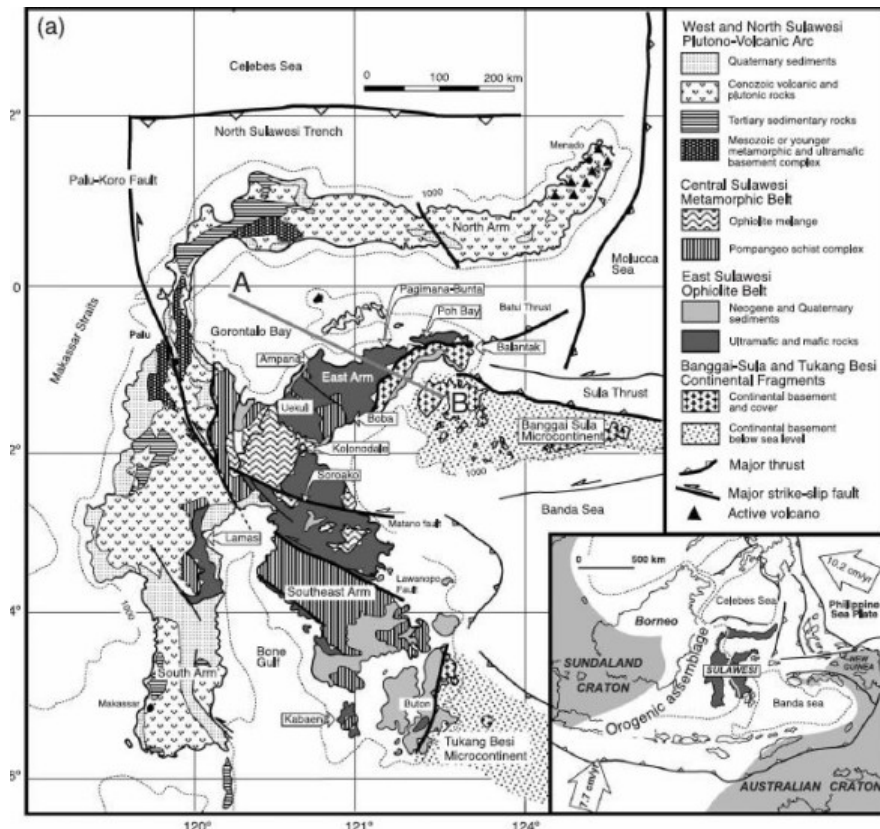 (a)
Celebes Sea
0 100 200 km
2°
North Sulawesi Trench
Menado
Palu-Koro Fault
1000
North Arm
Molucca
Sea
0
A
Pagimana-Bunta
Poh Bay
Batui Thrust
Makassar Straits
Palu
Gorontalo Bay
Ampana
Balantak
East Arm
Sula Thrust
B
Uekuli
Boba
Banggai Sula
Microcontinent
2°
Kolonodale
1000
Soroako
Matano fault
Banda Sea
Lamasi
Lawanopo
Fault
Southeast Arm
4°
1000
Bone
Gulf
South Arm
Makassar
Kabaena
Buton
Tukang Besi
Microcontinent
5°
120°
121°
124°
West and North Sulawesi
Plutono-Volcanic Arc
Quaternary sediments
Cenozoic volcanic and
plutonic rocks
Tertiary sedimentary rocks
Mesozoic or younger
metamorphic and ultramafic
basement complex
Central Sulawesi
Metamorphic Belt
Ophiolite melange
Pompangeo schist complex
East Sulawesi
Ophiolite Belt
Neogene and Quaternary
sediments
Ultramafic and mafic rocks
Banggai-Sula and Tukang Besi
Continental Fragments
Continental basement
and cover
Continental basement
below sea level
Major thrust
Major strike-slip fault
Active volcano
0 500 km
10.2 cm/yr
Celebes Sea
Philippine
Sea Plate
Borneo
NEW
GUINEA
SUNDALAND
CRATON
SULAWESI
Orogenic assemblage
Banda sea
7.7 cm/yr
AUSTRALIAN CRATON